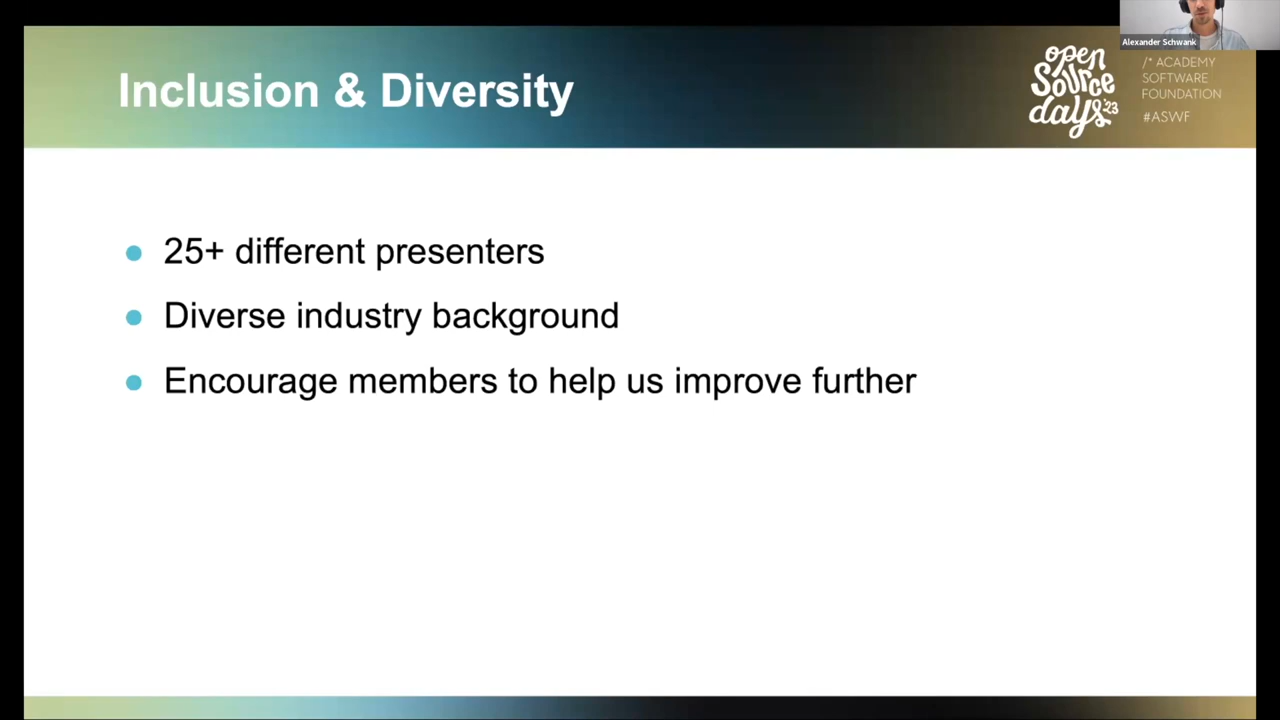 Alexander Schwank
Inclusion & Diversity
open
source
days '23
/* ACADEMY
SOFTWARE
FOUNDATION
#ASWF
25+ different presenters
Diverse industry background
Encourage members to help us improve further